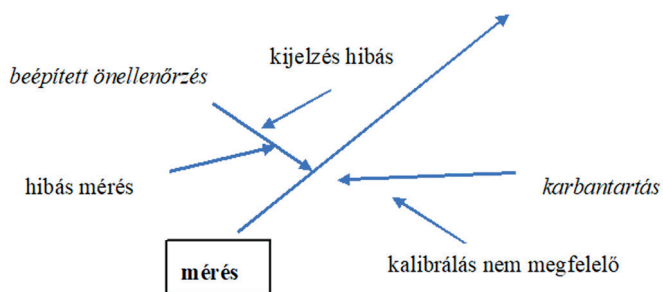 kijelzés hibás
beépített önellenőrzés
hibás mérés
karbantartás
kalibrálás nem megfelelő
mérés